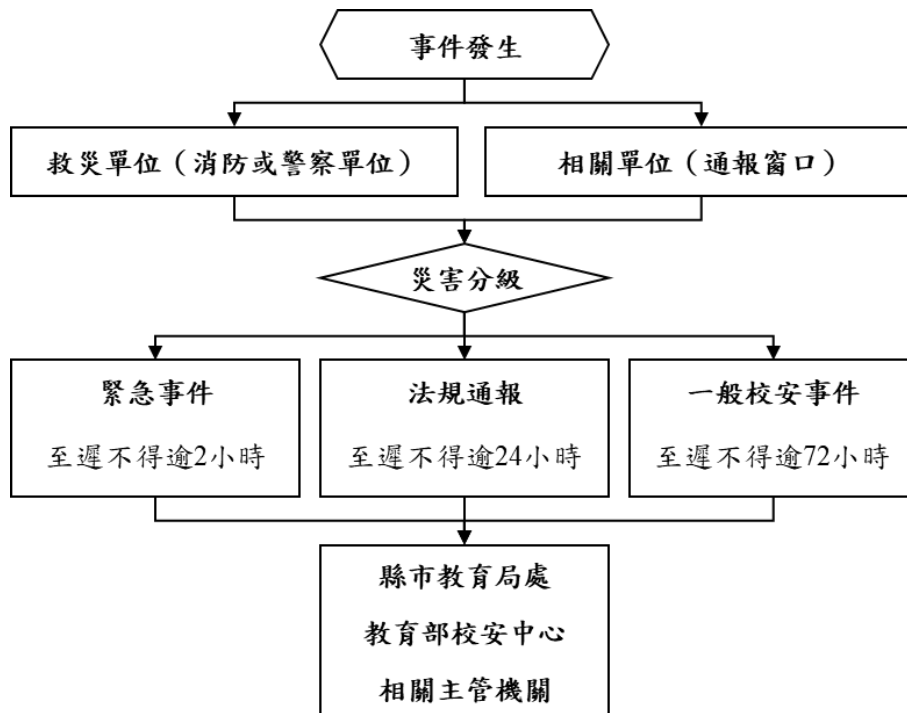 事件發生
救災單位（消防或警察單位）
相關單位（通報窗口）
災害分級
緊急事件
至遲不得逾2小時
法規通報
至遲不得逾24小時
一般校安事件
至遲不得逾72小時
縣市教育局處
教育部校安中心
相關主管機關